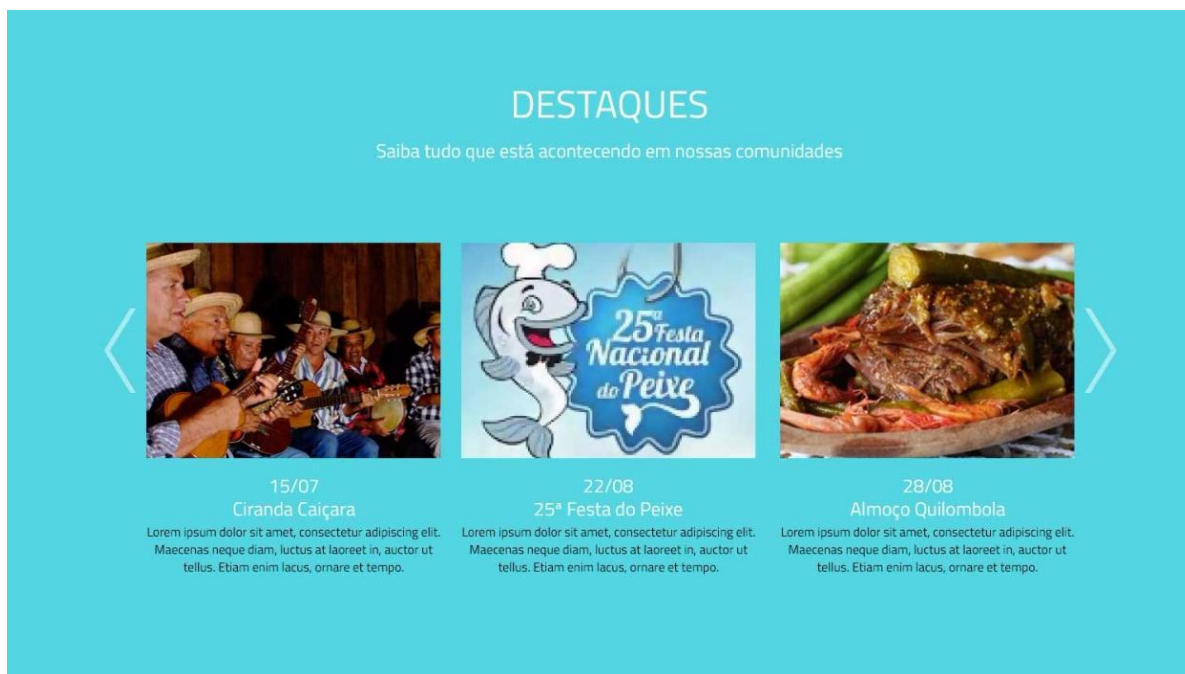 DESTAQUES
Saiba tudo que está acontecendo em nossas comunidades
25ª Festa
Nacional
do Peixe
15/07
Ciranda Caiçara
Lorem ipsum dolor sit amet, consectetur adipiscing elit.
Maecenas neque diam, luctus at laoreet in, auctor ut
tellus. Etiam enim lacus, ornare et tempo.
22/08
25ª Festa do Peixe
Lorem ipsum dolor sit amet, consectetur adipiscing elit.
Maecenas neque diam, luctus at laoreet in, auctor ut
tellus. Etiam enim lacus, ornare et tempo.
28/08
Almoço Quilombola
Lorem ipsum dolor sit amet, consectetur adipiscing elit.
Maecenas neque diam, luctus at laoreet in, auctor ut
tellus. Etiam enim lacus, ornare et tempo.